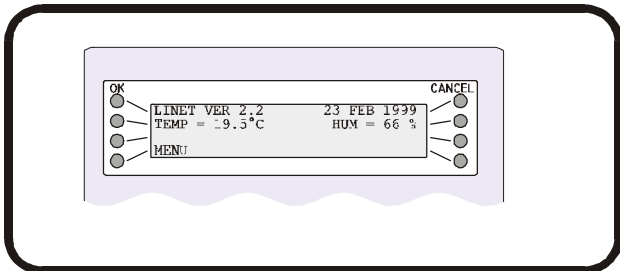 OK CANCEL
LINET VER 2.2 23 FEB 1999
TEMP = 19.5°C HUM = 66 %
MENU